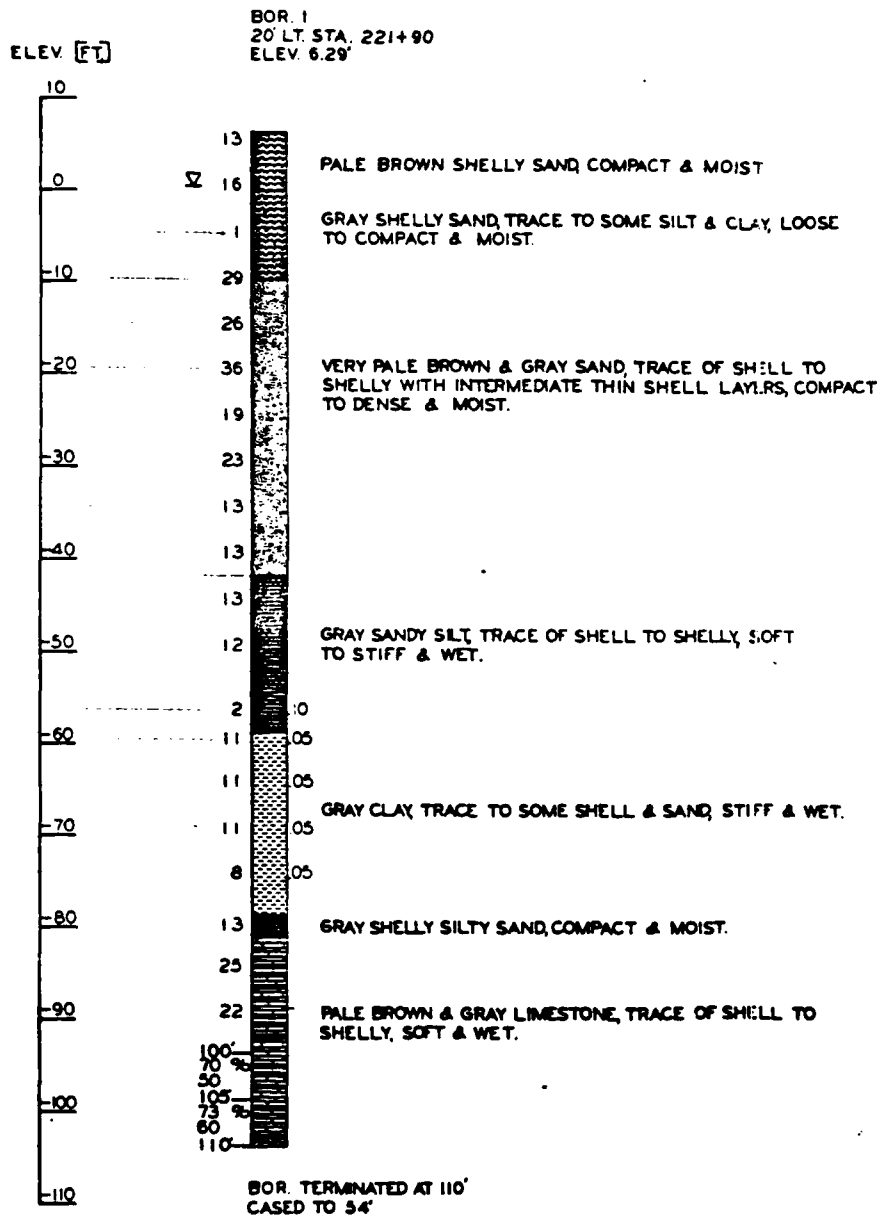 BOR. 1
20' LT. STA. 221+90
ELEV. 6.29'
ELEV. [FT.]
10
13
PALE BROWN SHELLY SAND, COMPACT & MOIST
0
16
GRAY SHELLY SAND, TRACE TO SOME SILT & CLAY, LOOSE
TO COMPACT & MOIST.
1
-10
29
26
-20
36
VERY PALE BROWN & GRAY SAND, TRACE OF SHELL TO
SHELLY WITH INTERMEDIATE THIN SHELL LAYERS, COMPACT
TO DENSE & MOIST.
19
-30
23
13
-40
13
13
-50
12
GRAY SANDY SILT, TRACE OF SHELL TO SHELLY, SOFT
TO STIFF & WET.
2
-60
11 .05
11 .05
GRAY CLAY, TRACE TO SOME SHELL & SAND, STIFF & WET.
-70
11 .05
8 .05
-80
13
GRAY SHELLY SILTY SAND, COMPACT & MOIST.
25
-90
22
PALE BROWN & GRAY LIMESTONE, TRACE OF SHELL TO
SHELLY, SOFT & WET.
100'
70 %
50
105'
-100
73 %
60
110'
-110
BOR. TERMINATED AT 110'
CASED TO 54'